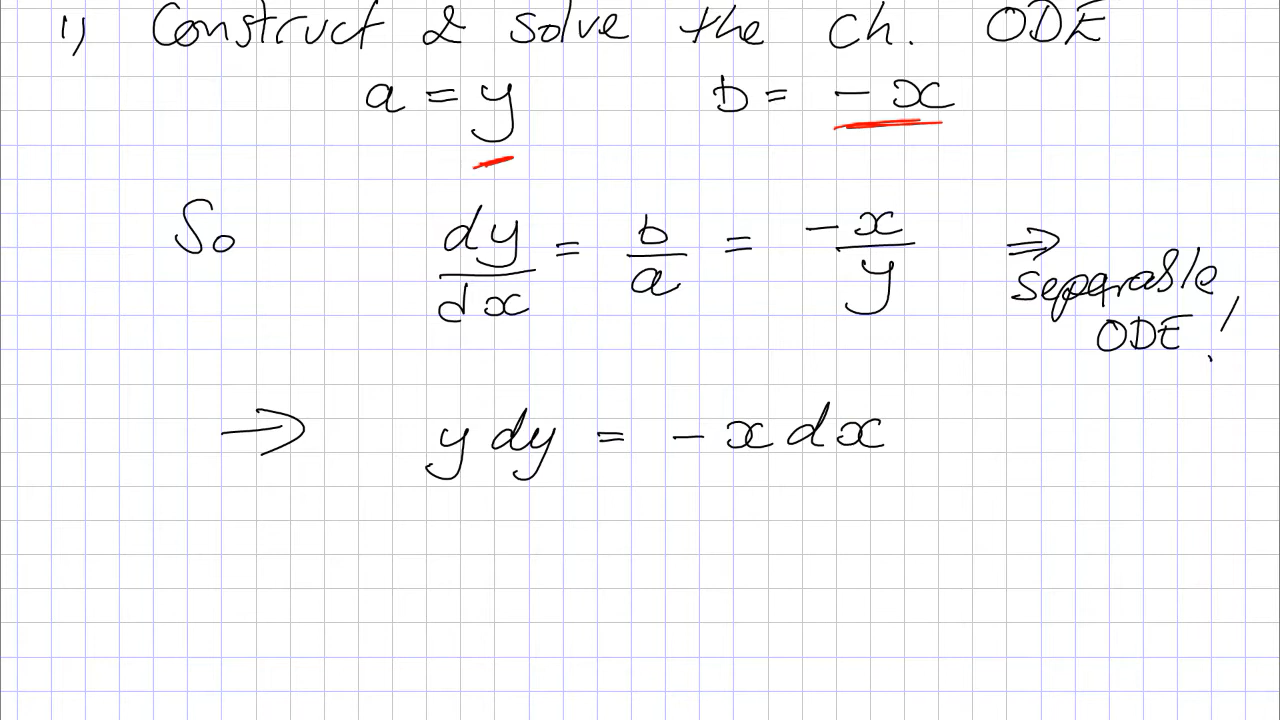 1) Construct & solve the ch. ODE
a = y b = -x
So dy/dx = b/a = -x/y ⇒ separable ODE!
→ y dy = -x dx